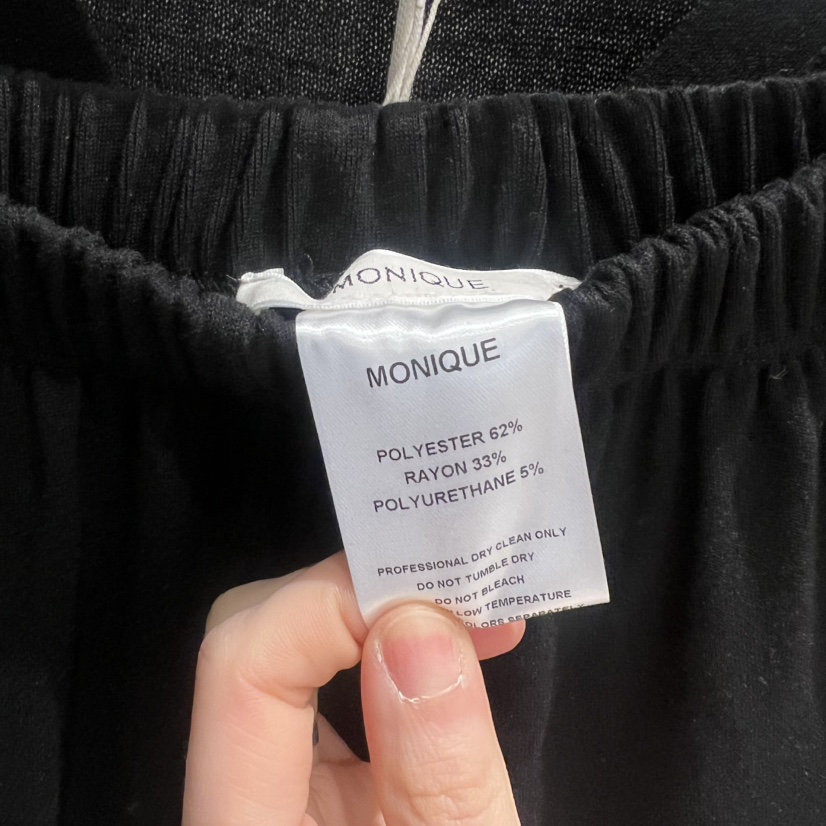 MONIQUE
MONIQUE
POLYESTER 62%
RAYON 33%
POLYURETHANE 5%
PROFESSIONAL DRY CLEAN ONLY
DO NOT TUMBLE DRY
DO NOT BLEACH
LOW TEMPERATURE
SEPARATELY